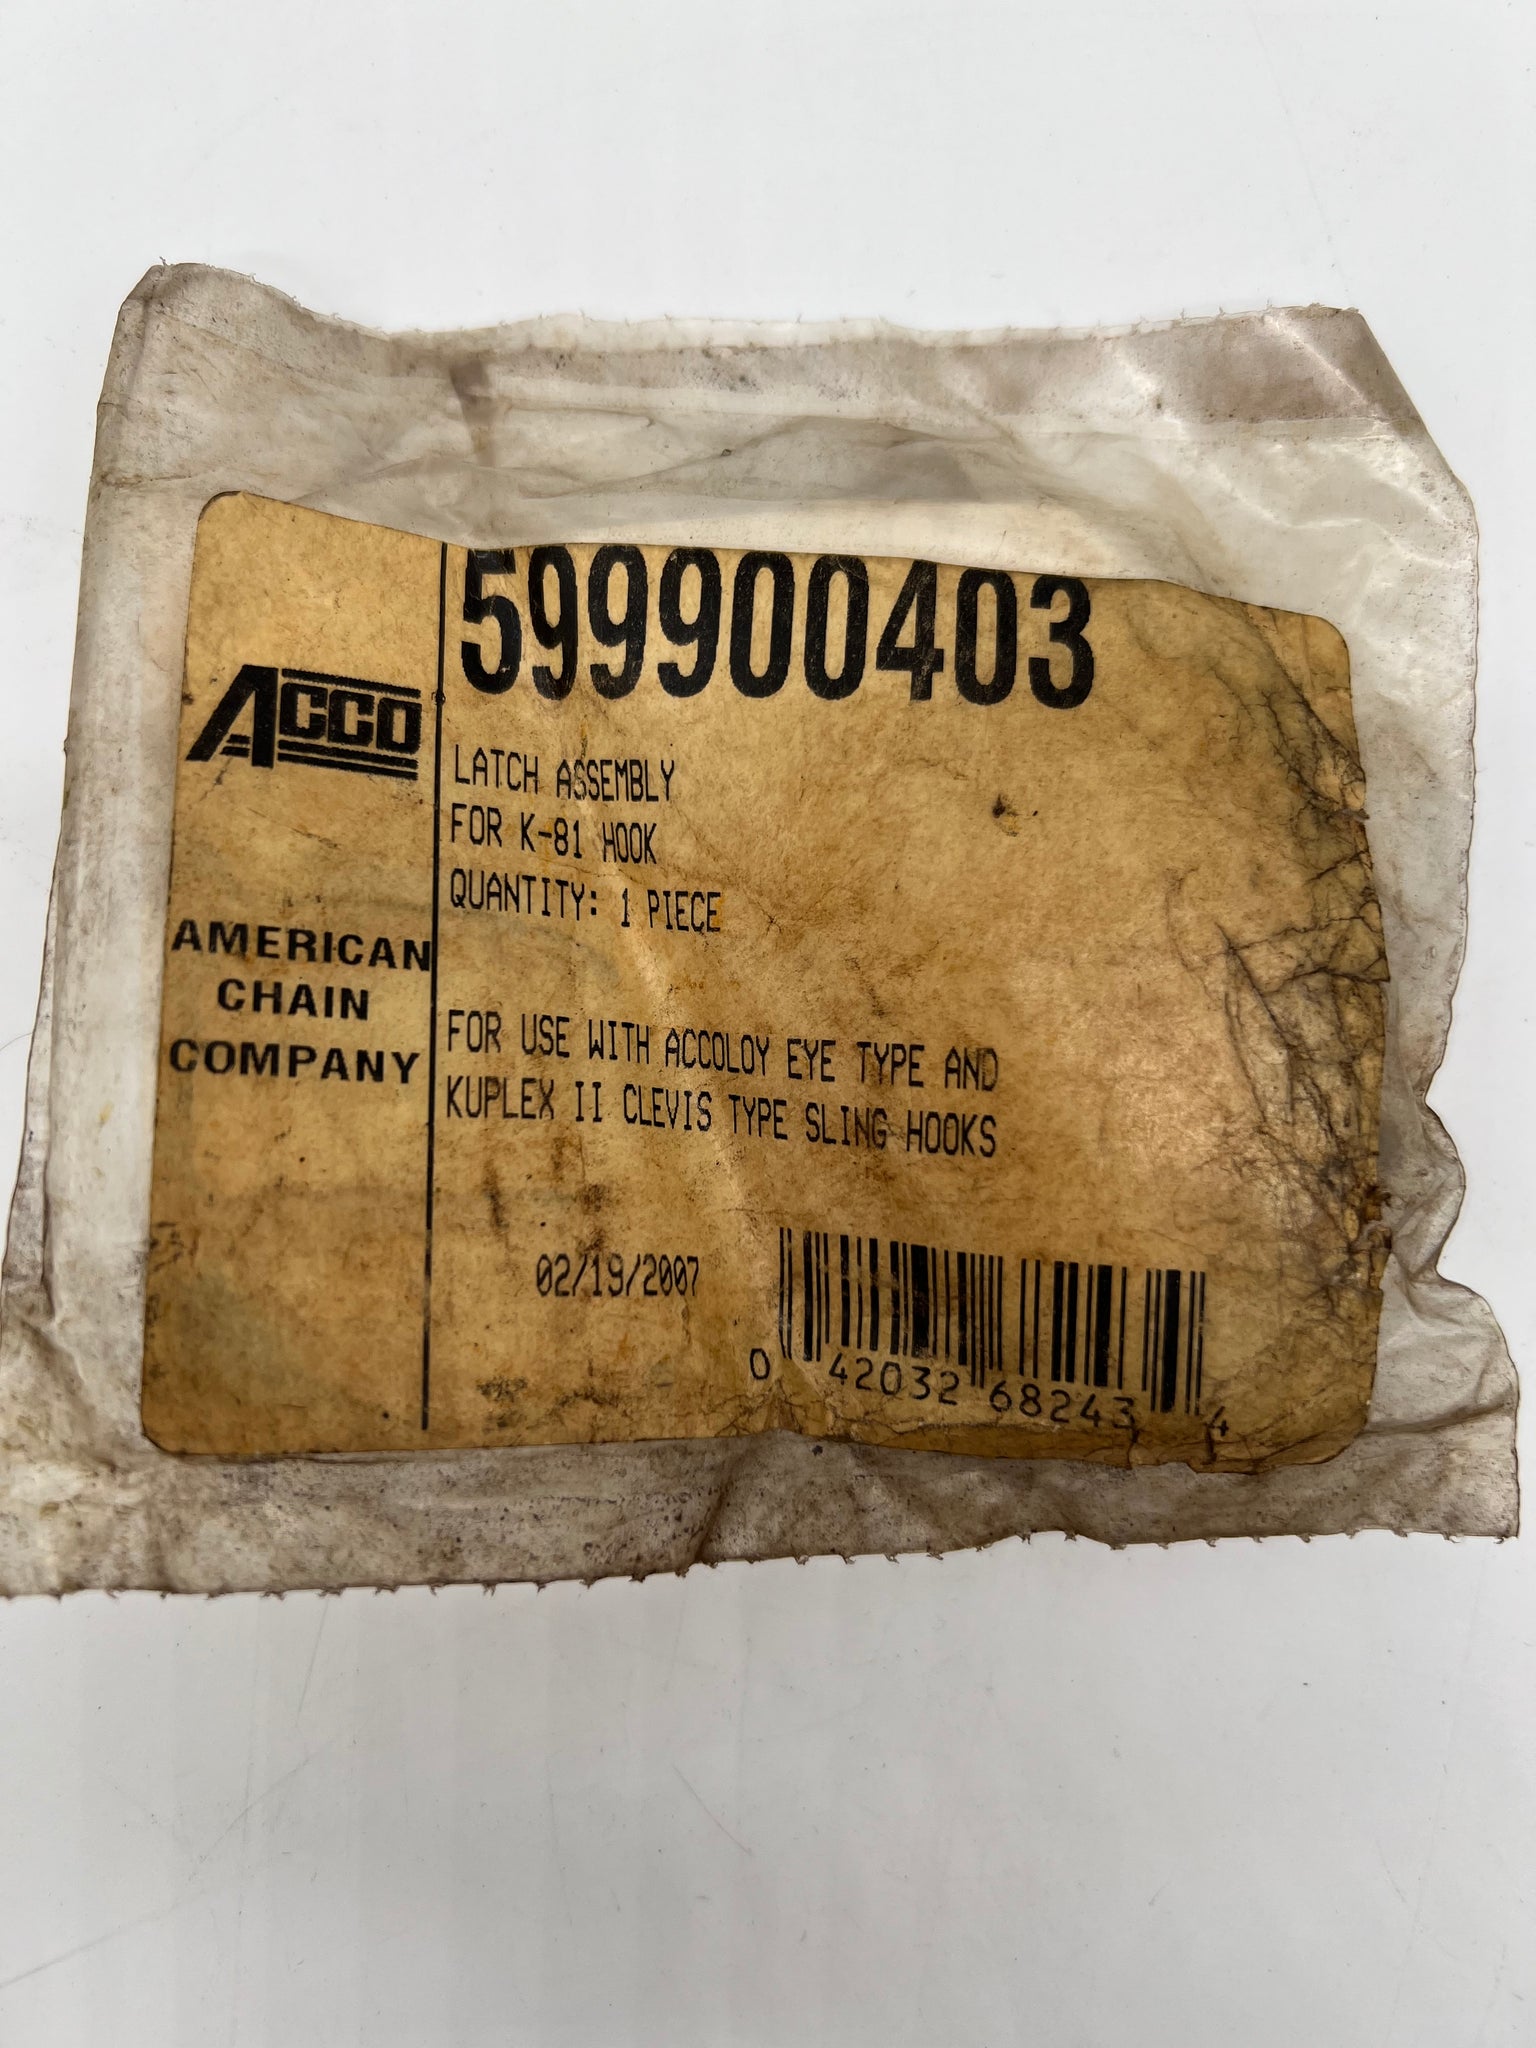 599900403
ACCO
LATCH ASSEMBLY
FOR K-81 HOOK
QUANTITY: 1 PIECE
AMERICAN
CHAIN
COMPANY
FOR USE WITH ACCOLOY EYE TYPE AND
KUPLEX II CLEVIS TYPE SLING HOOKS
02/19/2007
0 42032 68243 4